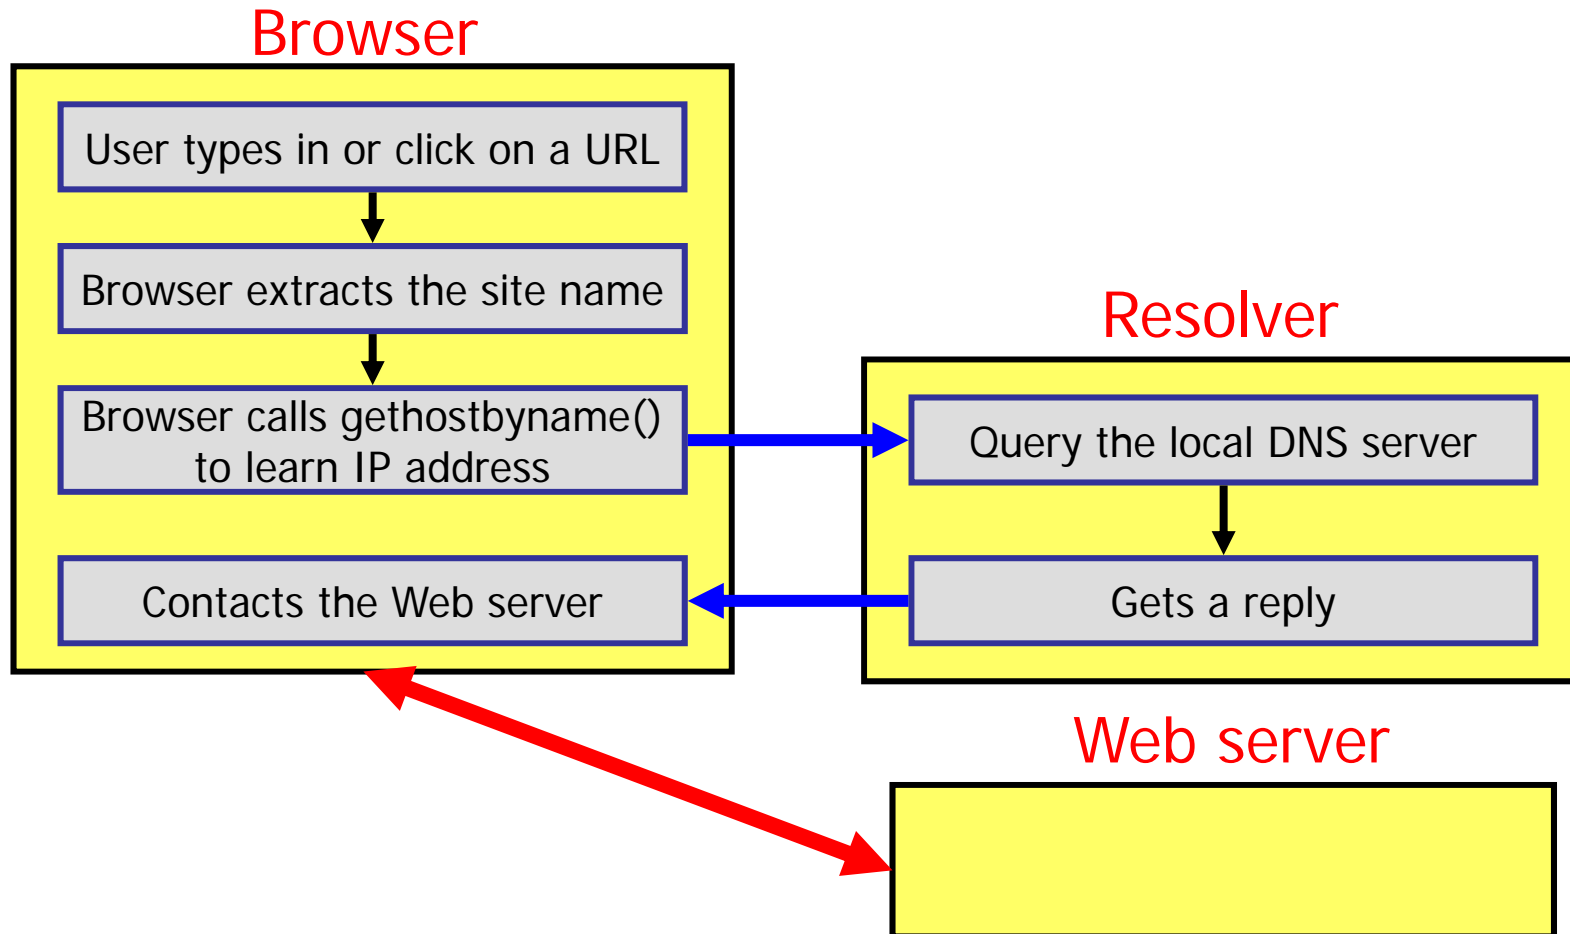 Browser
User types in or click on a URL
Browser extracts the site name
Browser calls gethostbyname()
to learn IP address
Contacts the Web server
Resolver
Query the local DNS server
Gets a reply
Web server